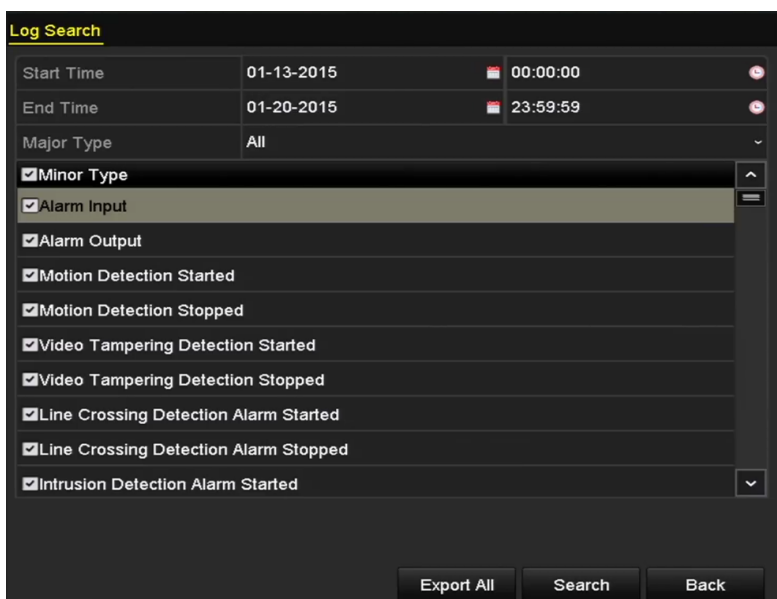 Log Search
Start Time 01-13-2015 00:00:00
End Time 01-20-2015 23:59:59
Major Type All
Minor Type
Alarm Input
Alarm Output
Motion Detection Started
Motion Detection Stopped
Video Tampering Detection Started
Video Tampering Detection Stopped
Line Crossing Detection Alarm Started
Line Crossing Detection Alarm Stopped
Intrusion Detection Alarm Started
Export All Search Back